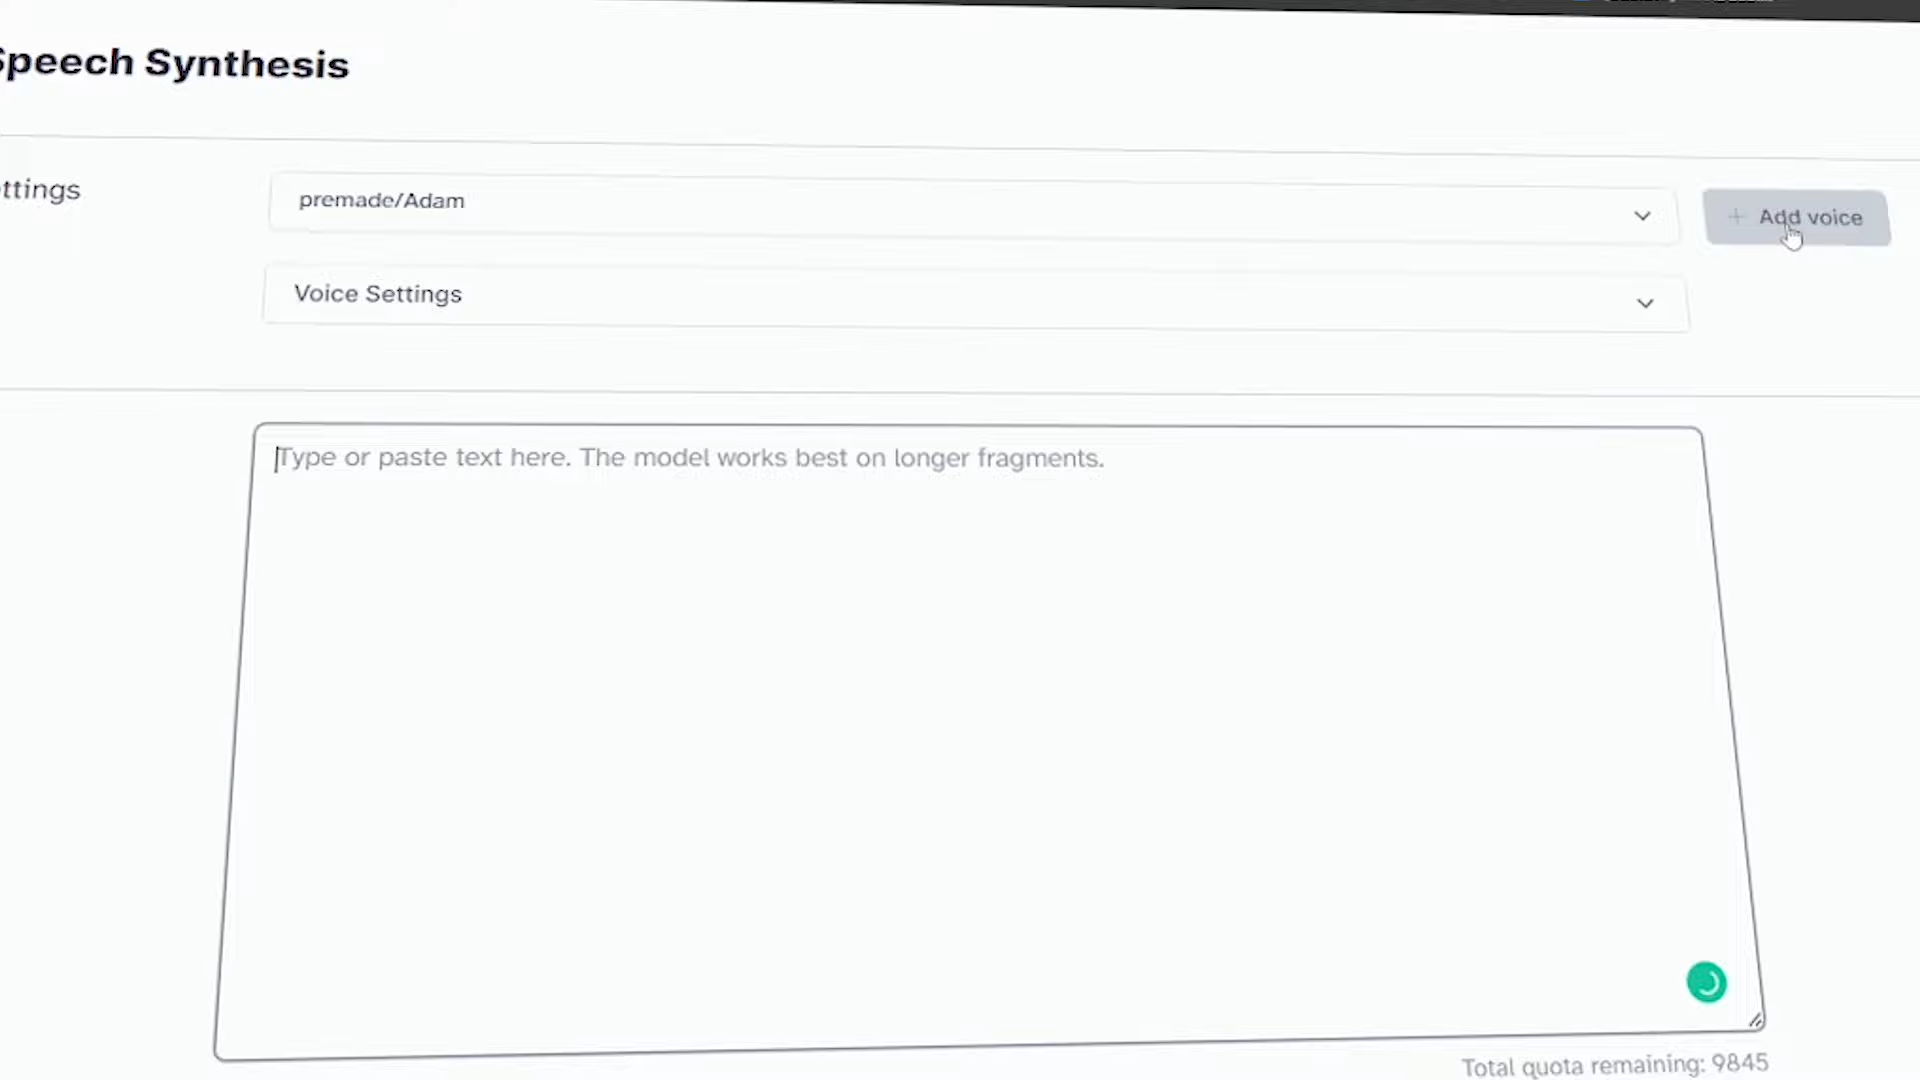 Speech Synthesis
ttings
premade/Adam
+ Add voice
Voice Settings
Type or paste text here. The model works best on longer fragments.
Total quota remaining: 9845